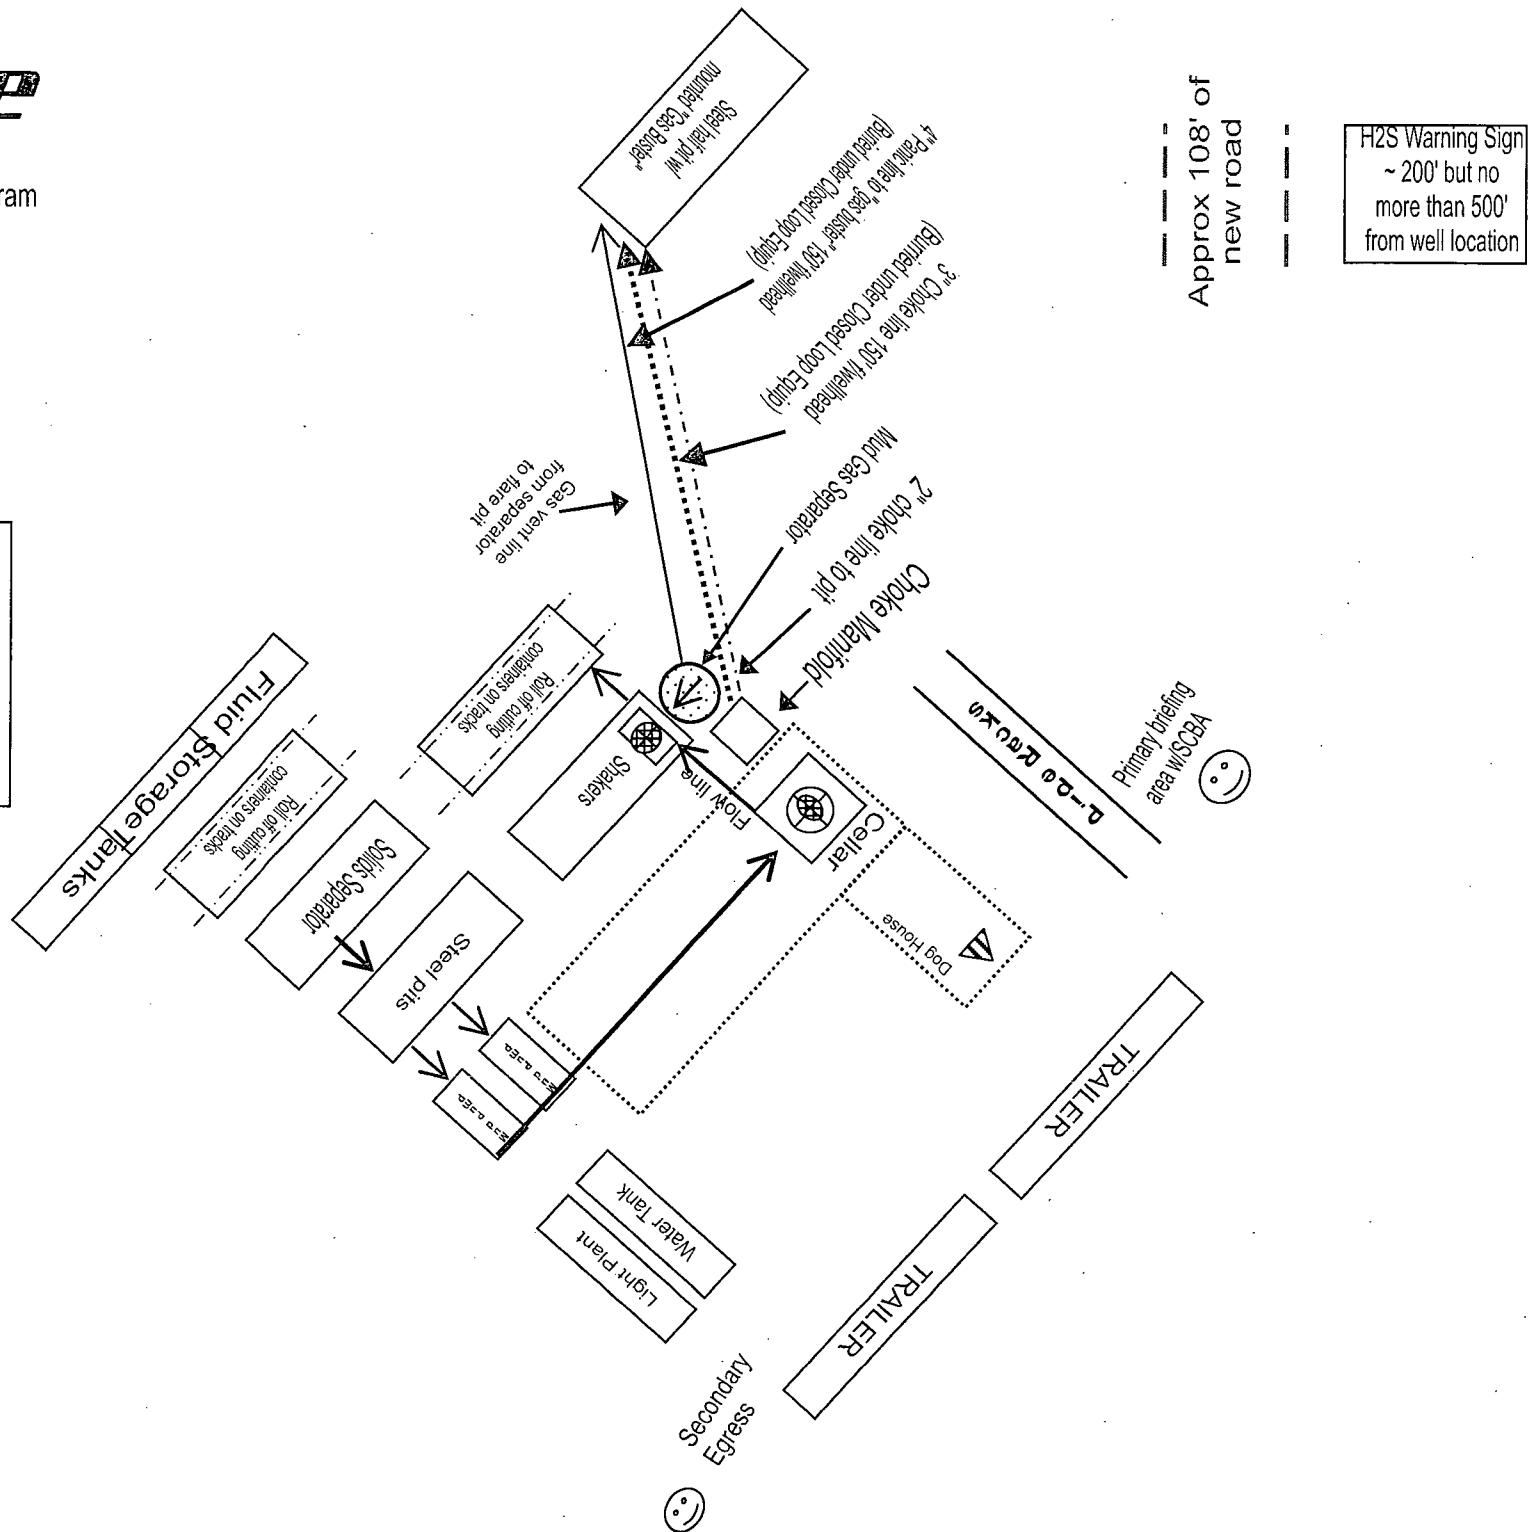 ram
Steel half pit w/
mounted "Gas Buster"
4" Panic line to "gas buster" 150' f/wellhead
(Buried under Closed Loop Equip)
3" Choke line 150' f/wellhead
(Burried under Closed Loop Equip)
Mud Gas Separator
2" choke line to pit
Choke Manifold
Gas vent line
from separator
to flare pit
Approx 108' of
new road
H2S Warning Sign
~ 200' but no
more than 500'
from well location
Fluid Storage Tanks
Roll off cutting
containers on tracks
Roll off cutting
containers on tracks
Solids Separator
Steel pits
Shakers
Flow line
Cellar
Pipe Racks
Primary briefing
area w/SCBA
Dog House
Mud pump
Mud pump
Water Tank
Light Plant
TRAILER
TRAILER
Secondary
Egress